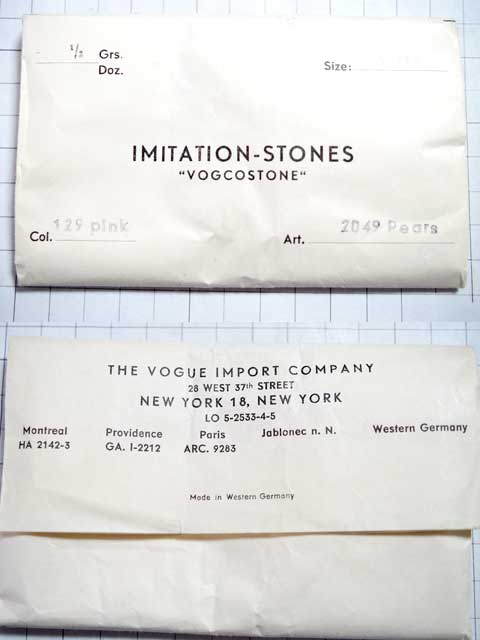 1/2 Grs.
Doz.
Size:
IMITATION-STONES
"VOGCOSTONE"
Col. 129 pink
Art. 2049 Pears
THE VOGUE IMPORT COMPANY
28 WEST 37th STREET
NEW YORK 18, NEW YORK
LO 5-2533-4-5
Montreal Providence Paris Jablonec n. N. Western Germany
HA 2142-3 GA. 1-2212 ARC. 9283
Made in Western Germany